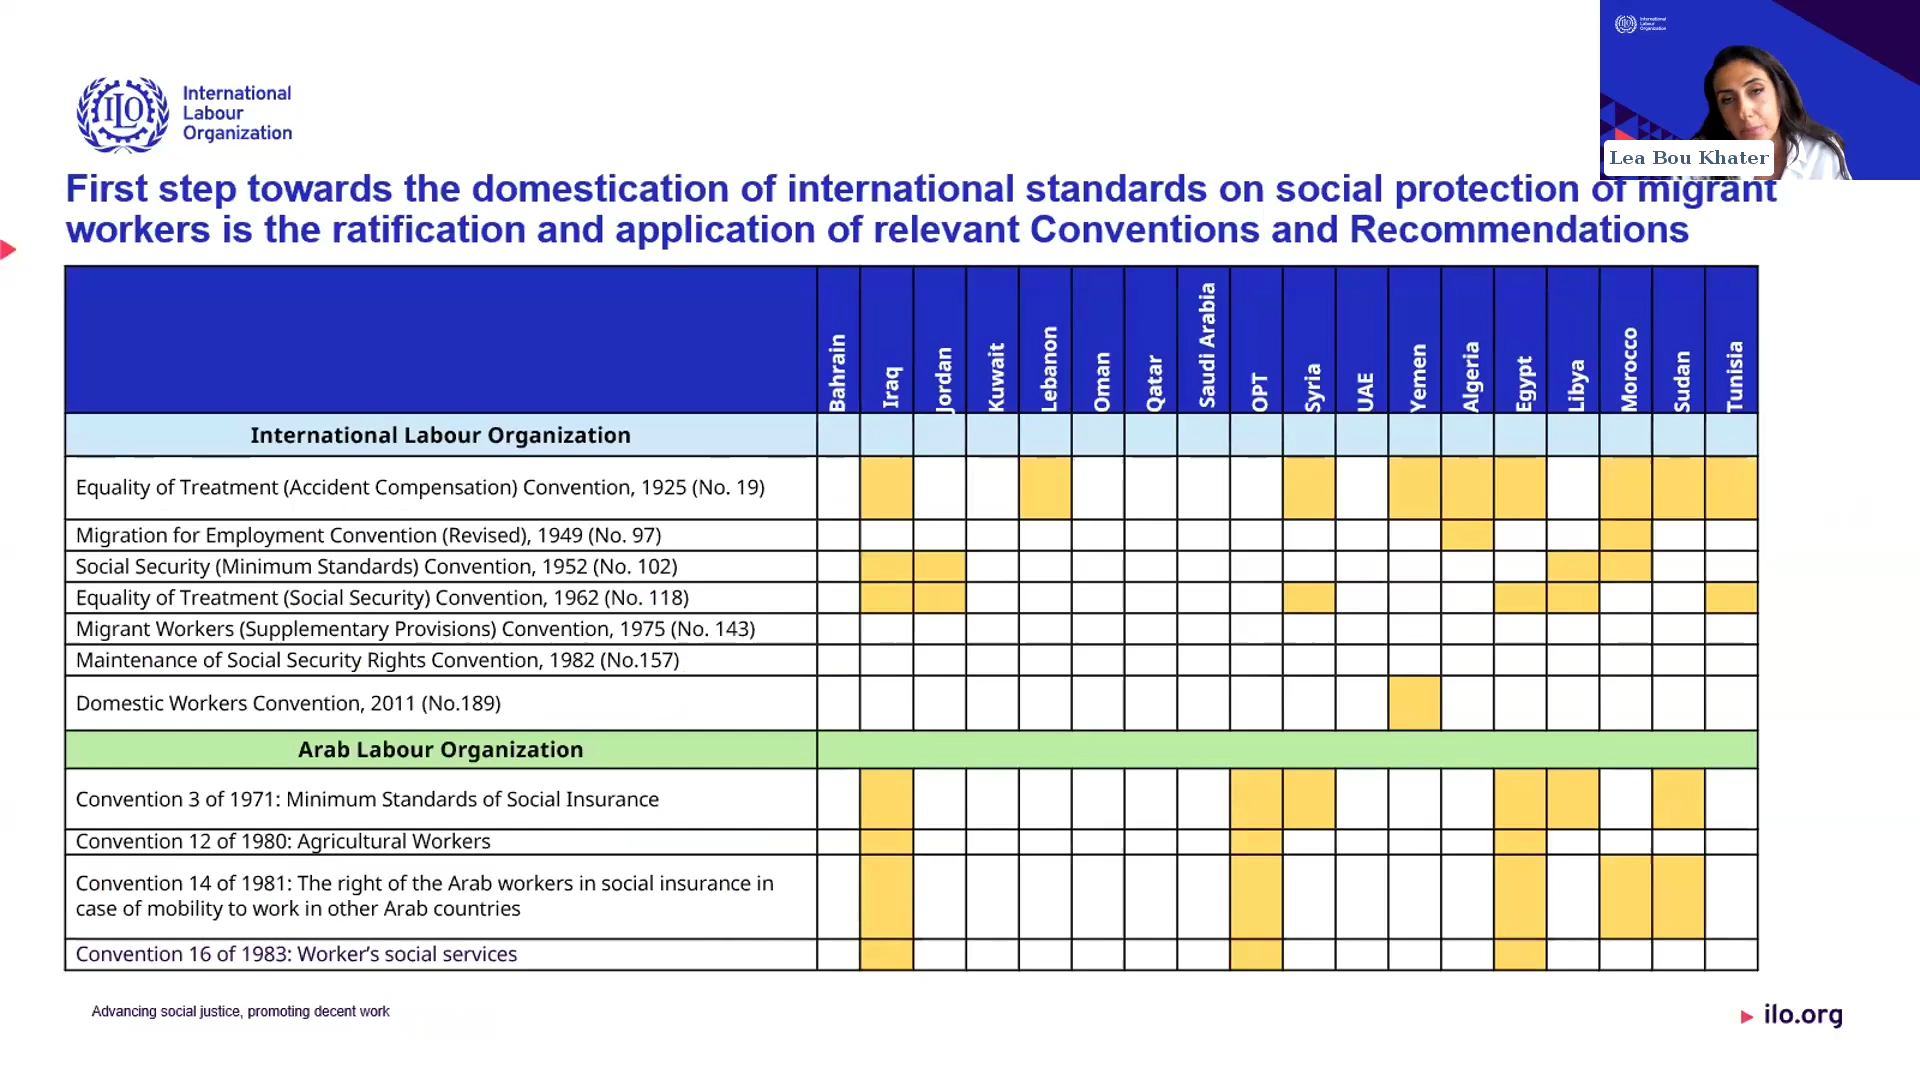 International
Labour
Organization
International
Labour
Organization
Lea Bou Khater
First step towards the domestication of international standards on social protection of migrant
workers is the ratification and application of relevant Conventions and Recommendations
Bahrain
Iraq
Jordan
Kuwait
Lebanon
Oman
Qatar
Saudi Arabia
OPT
Syria
UAE
Yemen
Algeria
Egypt
Libya
Morocco
Sudan
Tunisia
International Labour Organization
Equality of Treatment (Accident Compensation) Convention, 1925 (No. 19)
Migration for Employment Convention (Revised), 1949 (No. 97)
Social Security (Minimum Standards) Convention, 1952 (No. 102)
Equality of Treatment (Social Security) Convention, 1962 (No. 118)
Migrant Workers (Supplementary Provisions) Convention, 1975 (No. 143)
Maintenance of Social Security Rights Convention, 1982 (No.157)
Domestic Workers Convention, 2011 (No.189)
Arab Labour Organization
Convention 3 of 1971: Minimum Standards of Social Insurance
Convention 12 of 1980: Agricultural Workers
Convention 14 of 1981: The right of the Arab workers in social insurance in
case of mobility to work in other Arab countries
Convention 16 of 1983: Worker’s social services
Advancing social justice, promoting decent work
ilo.org